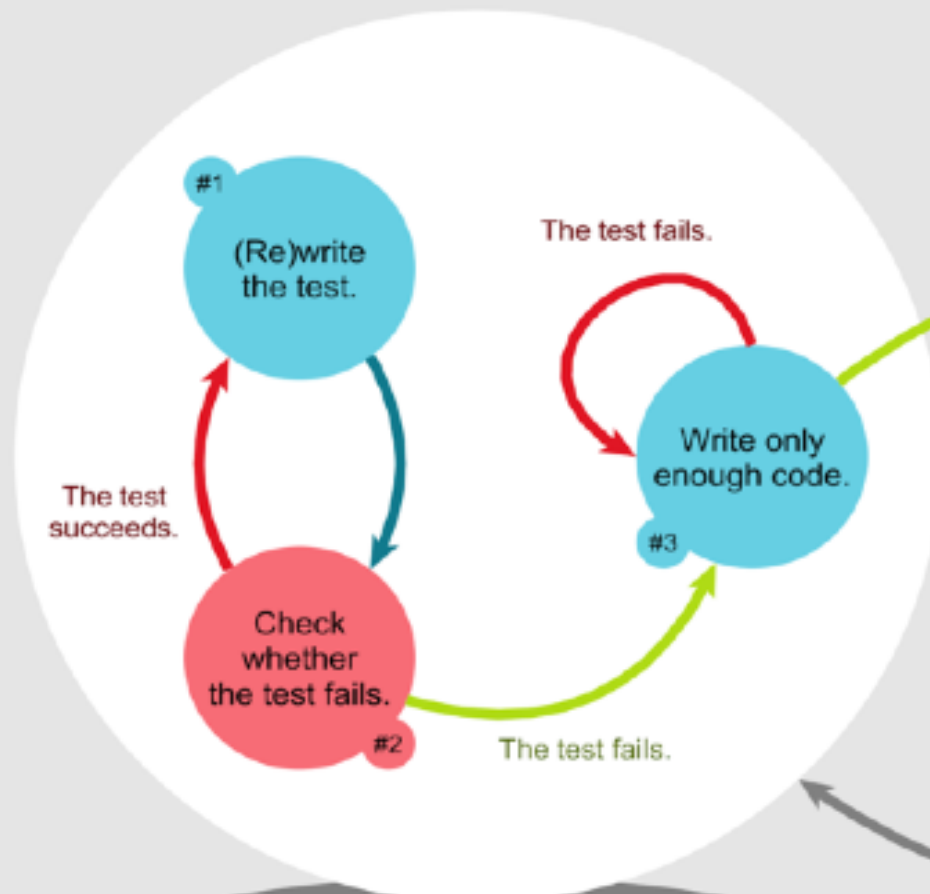 #1
(Re)write
the test.
The test fails.
Write only
enough code.
#3
The test
succeeds.
Check
whether
the test fails.
#2
The test fails.